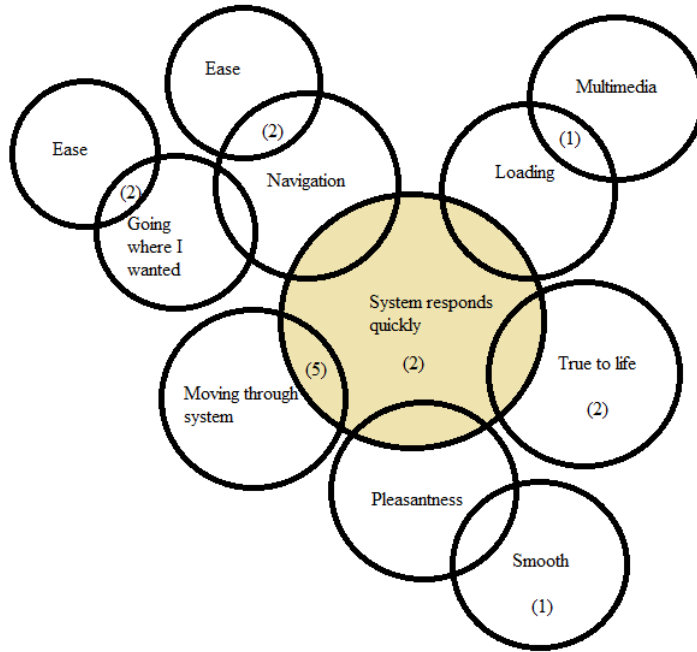 Ease
Multimedia
(2)
(1)
Ease
Loading
Navigation
(2)
Going
where I
wanted
System responds
quickly
(5)
(2)
True to life
(2)
Moving through
system
Pleasantness
Smooth
(1)